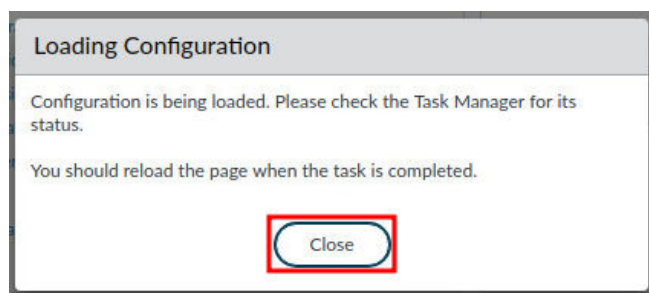 Loading Configuration
Configuration is being loaded. Please check the Task Manager for its
status.
You should reload the page when the task is completed.
Close